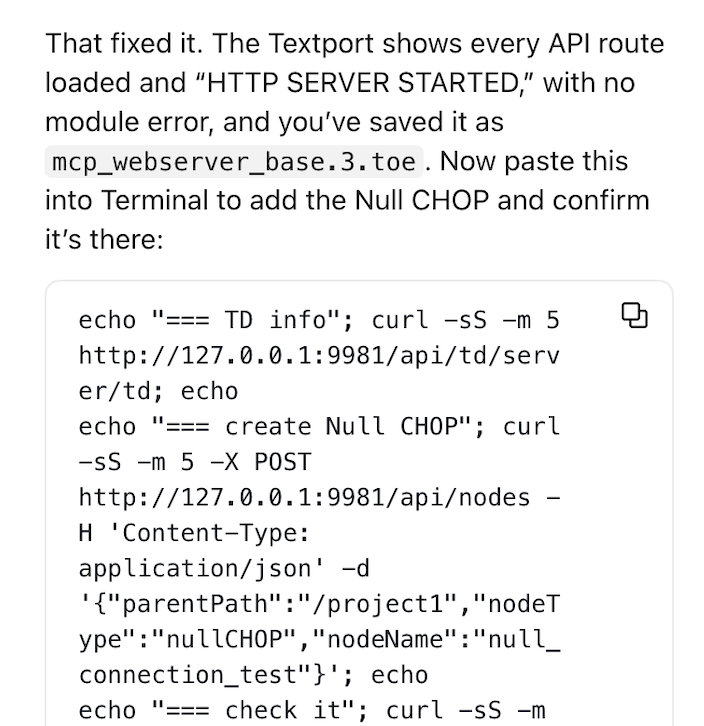 That fixed it. The Textport shows every API route
loaded and “HTTP SERVER STARTED,” with no
module error, and you’ve saved it as
mcp_webserver_base.3.toe. Now paste this
into Terminal to add the Null CHOP and confirm
it’s there:
echo "=== TD info"; curl -sS -m 5
http://127.0.0.1:9981/api/td/serv
er/td; echo
echo "=== create Null CHOP"; curl
-sS -m 5 -X POST
http://127.0.0.1:9981/api/nodes -
H 'Content-Type:
application/json' -d
'{"parentPath":"/project1","nodeT
ype":"nullCHOP","nodeName":"null_
connection_test"}'; echo
echo "=== check it"; curl -sS -m